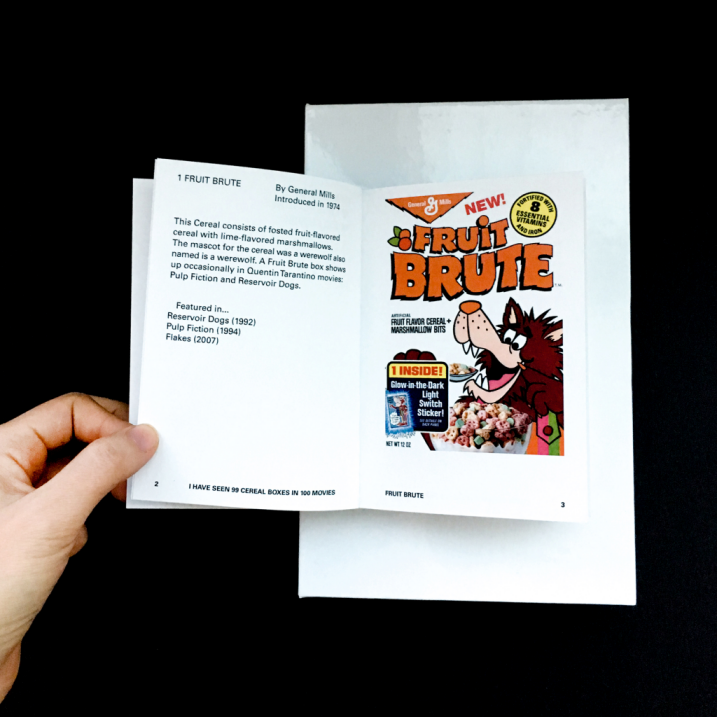 1 FRUIT BRUTE
By General Mills
Introduced in 1974
This Cereal consists of fosted fruit-flavored
cereal with lime-flavored marshmallows.
The mascot for the cereal was a werewolf also
named is a werewolf. A Fruit Brute box shows
up occasionally in Quentin Tarantino movies:
Pulp Fiction and Reservoir Dogs.
Featured in...
Reservoir Dogs (1992)
Pulp Fiction (1994)
Flakes (2007)
2
I HAVE SEEN 99 CEREAL BOXES IN 100 MOVIES
General Mills
NEW!
FORTIFIED WITH
8
ESSENTIAL
VITAMINS
AND IRON
FRUIT
BRUTE
ARTIFICIAL
FRUIT FLAVOR CEREAL+
MARSHMALLOW BITS
1 INSIDE!
Glow-in-the-Dark
Light
Switch
Sticker!
NET WT 12 OZ
FRUIT BRUTE
3